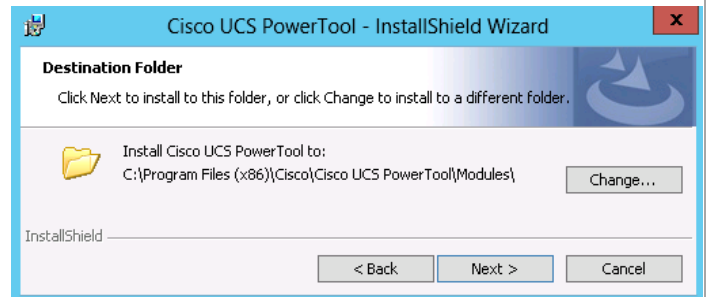 Cisco UCS PowerTool - InstallShield Wizard
x
Destination Folder
Click Next to install to this folder, or click Change to install to a different folder.
Install Cisco UCS PowerTool to:
C:\Program Files (x86)\Cisco\Cisco UCS PowerTool\Modules\
Change...
InstallShield
< Back
Next >
Cancel